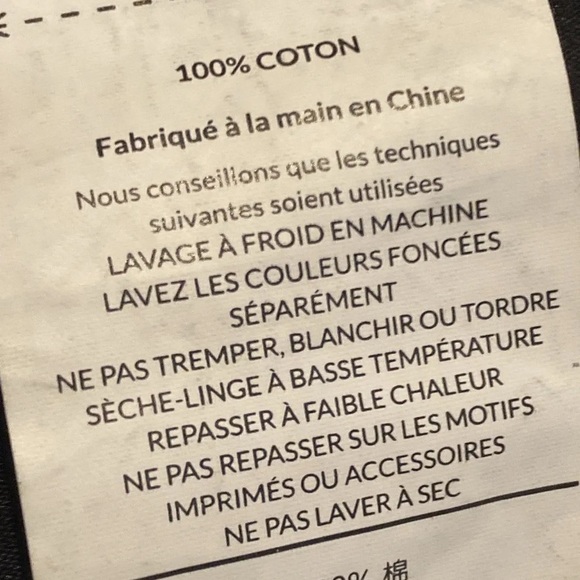 100% COTON
Fabriqué à la main en Chine
Nous conseillons que les techniques
suivantes soient utilisées
LAVAGE À FROID EN MACHINE
LAVEZ LES COULEURS FONCÉES
SÉPARÉMENT
NE PAS TREMPER, BLANCHIR OU TORDRE
SÈCHE-LINGE À BASSE TEMPÉRATURE
REPASSER À FAIBLE CHALEUR
NE PAS REPASSER SUR LES MOTIFS
IMPRIMÉS OU ACCESSOIRES
NE PAS LAVER À SEC
棉